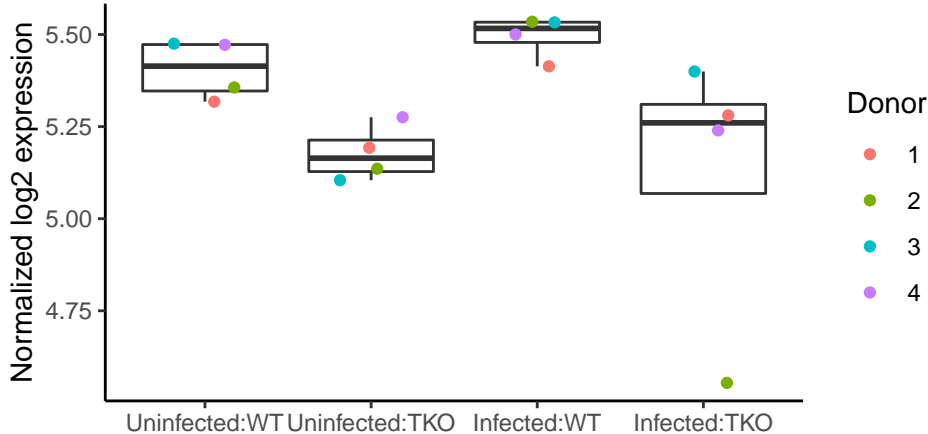 Normalized log2 expression
5.50
5.25
5.00
4.75
Uninfected:WT
Uninfected:TKO
Infected:WT
Infected:TKO
Donor
1
2
3
4